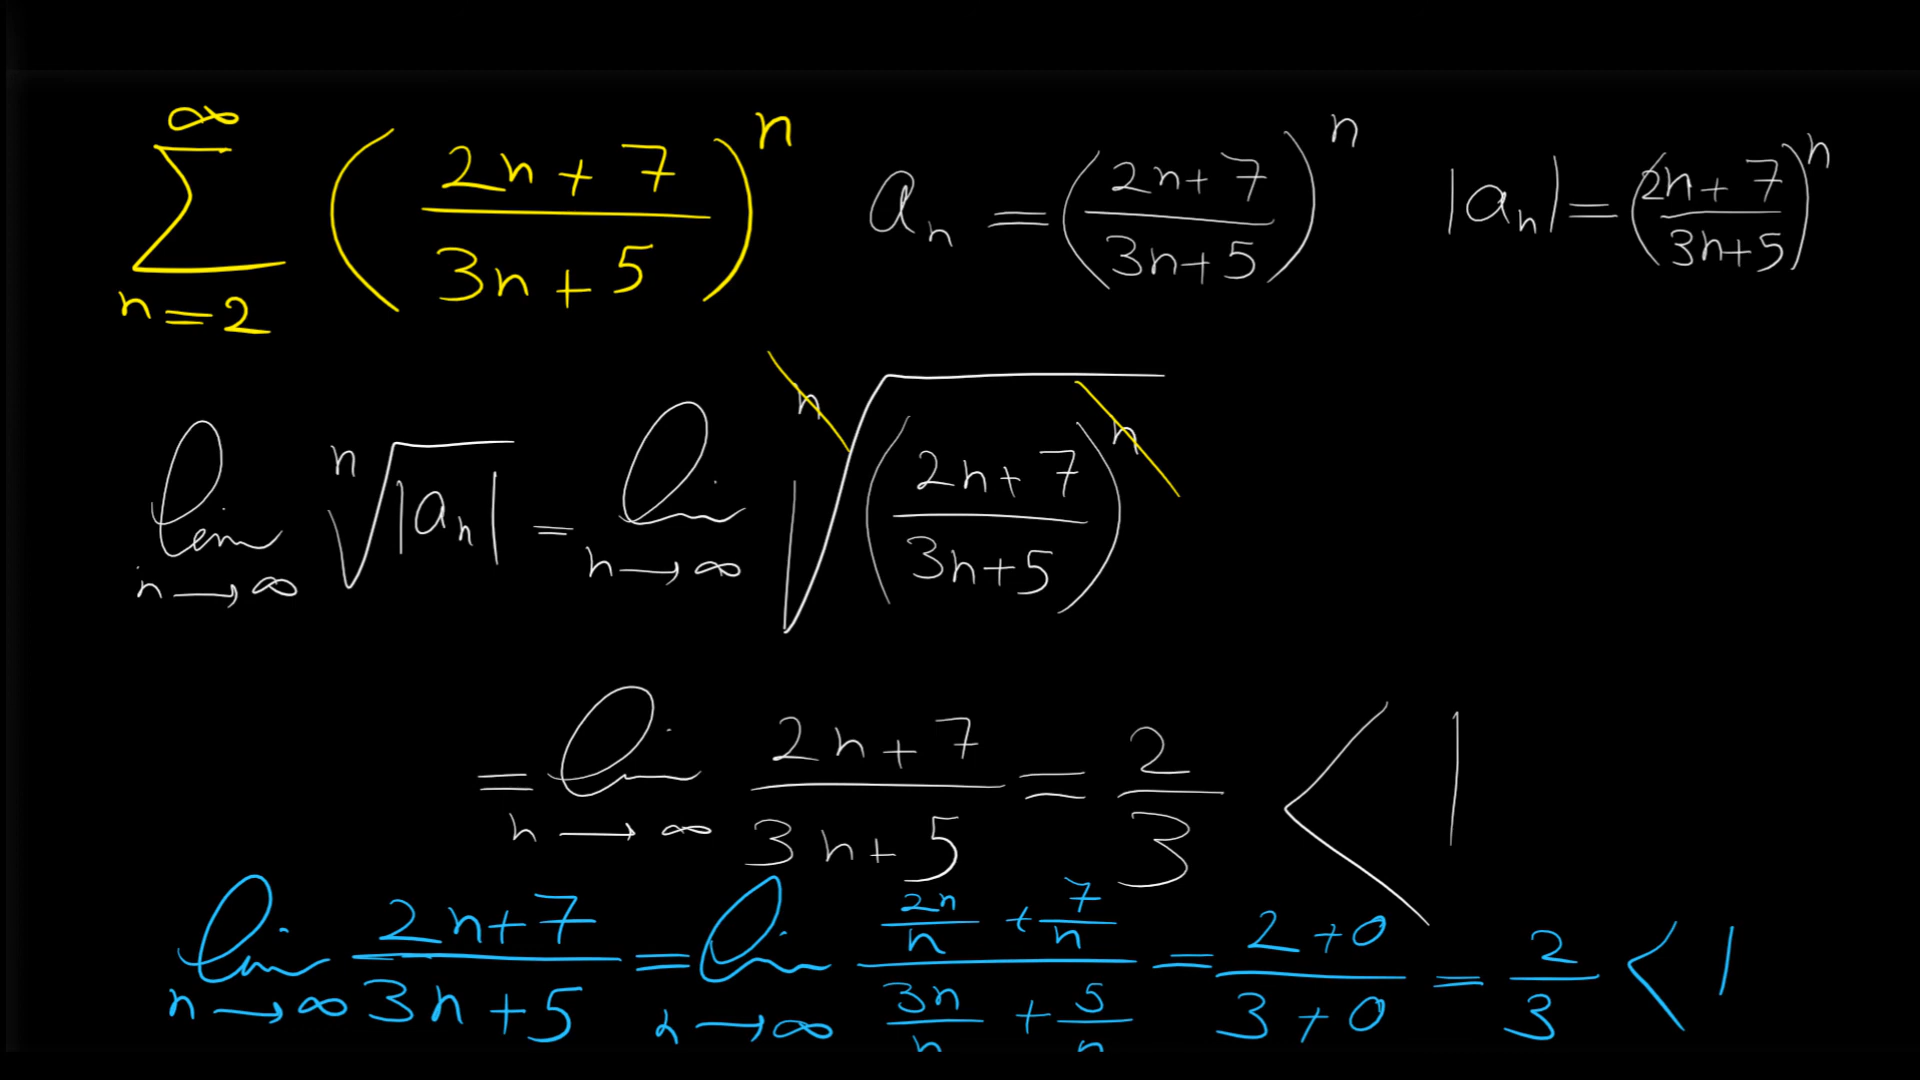 ∑_{n=2}^{∞} ((2n+7)/(3n+5))^n   a_n = ((2n+7)/(3n+5))^n   |a_n| = ((2n+7)/(3n+5))^n
lim_{n→∞} ⁿ√|a_n| = lim_{n→∞} ⁿ√((2n+7)/(3n+5))^n
= lim_{n→∞} (2n+7)/(3n+5) = 2/3 < 1
lim_{n→∞} (2n+7)/(3n+5) = lim_{n→∞} (2n/n + 7/n)/(3n/n + 5/n) = (2+0)/(3+0) = 2/3 < 1